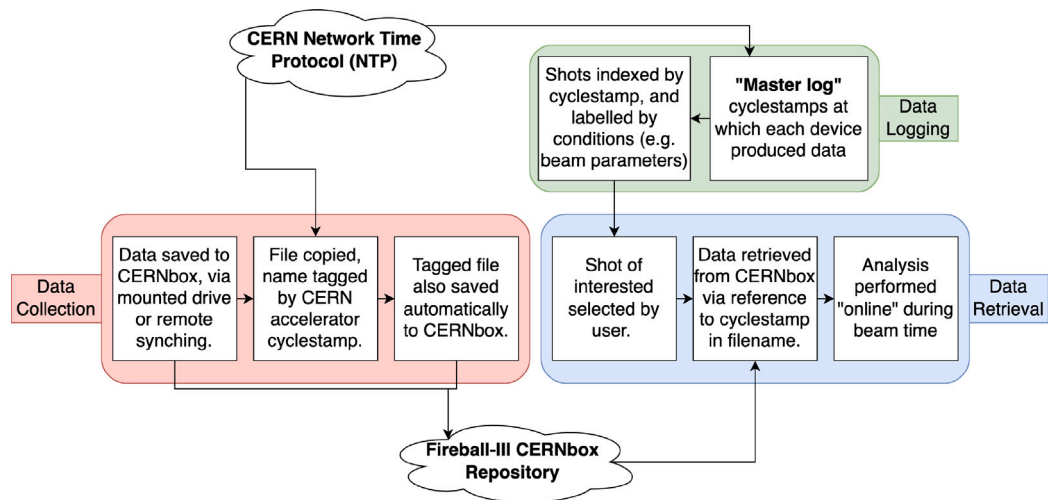 CERN Network Time
Protocol (NTP)
Shots indexed by
cyclestamp, and
labelled by
conditions (e.g.
beam parameters)
"Master log"
cyclestamps at
which each device
produced data
Data
Logging
Data
Collection
Data saved to
CERNbox, via
mounted drive
or remote
synching.
File copied,
name tagged
by CERN
accelerator
cyclestamp.
Tagged file
also saved
automatically
to CERNbox.
Shot of
interested
selected by
user.
Data retrieved
from CERNbox
via reference
to cyclestamp
in filename.
Analysis
performed
"online" during
beam time
Data
Retrieval
Fireball-III CERNbox
Repository